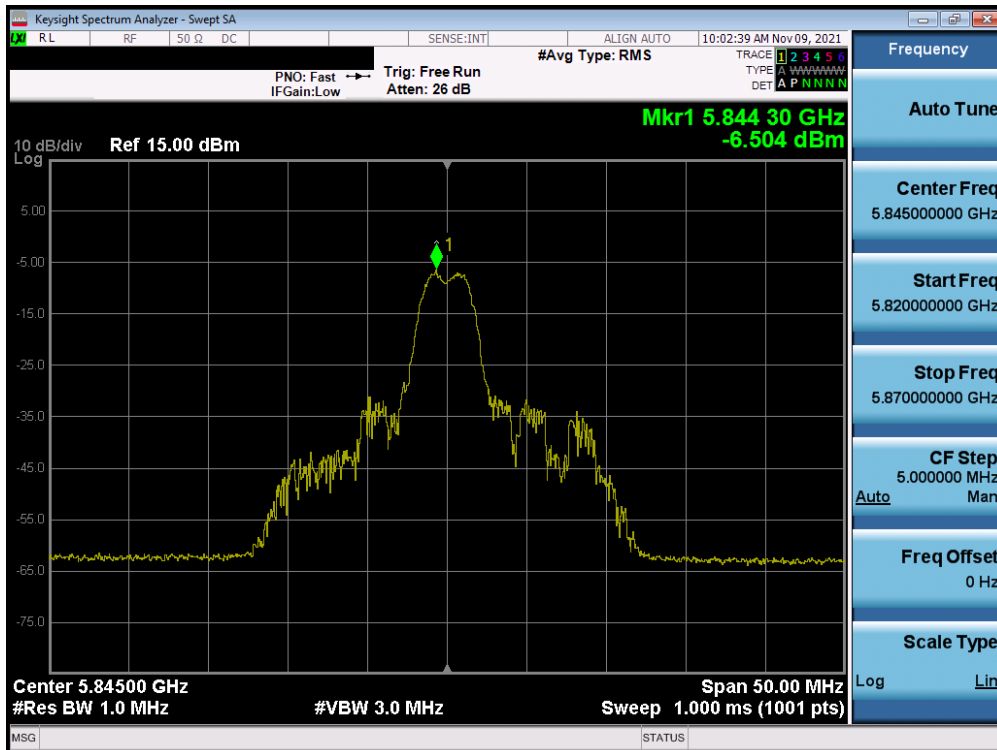 Keysight Spectrum Analyzer - Swept SA
LXI RL RF 50 Ω DC SENSE:INT ALIGN AUTO 10:02:39 AM Nov 09, 2021
Frequency
#Avg Type: RMS
TRACE 1 2 3 4 5 6
PNO: Fast Trig: Free Run
TYPE A WWWWW
IFGain:Low Atten: 26 dB
DET A P N N N N
Auto Tune
Mkr1 5.844 30 GHz
-6.504 dBm
10 dB/div Ref 15.00 dBm
Log
Center Freq
5.845000000 GHz
5.00
1
-5.00
Start Freq
5.820000000 GHz
-15.0
-25.0
Stop Freq
5.870000000 GHz
-35.0
-45.0
CF Step
5.000000 MHz
Auto Man
-55.0
Freq Offset
0 Hz
-65.0
-75.0
Scale Type
Log Lin
Center 5.84500 GHz Span 50.00 MHz
#Res BW 1.0 MHz #VBW 3.0 MHz Sweep 1.000 ms (1001 pts)
MSG STATUS